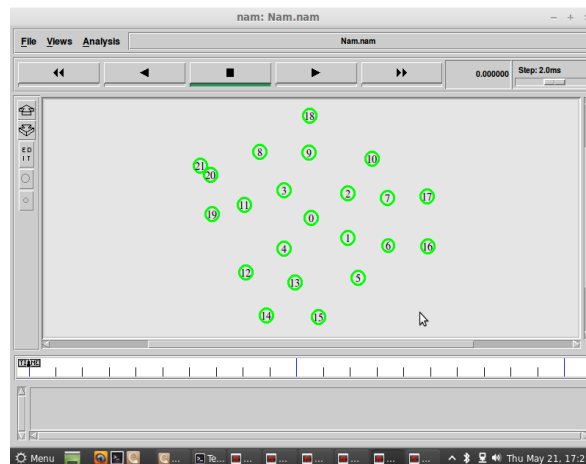 nam: Nam.nam
File Views Analysis Nam.nam
0.000000 Step: 2.0ms
ED
IT
18
8 9 10
21
20
3 2 7 17
11 19 0
1 6 16
4
12 13 5
14 15
TIME
Menu Te... ... ... ... ... ... ... Thu May 21, 17:2